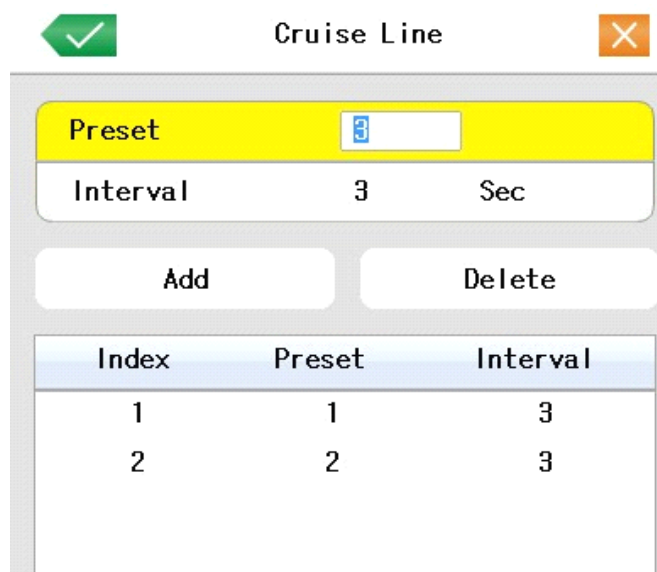 Cruise Line
Preset 3
Interval 3 Sec
Add Delete
Index Preset Interval
1 1 3
2 2 3